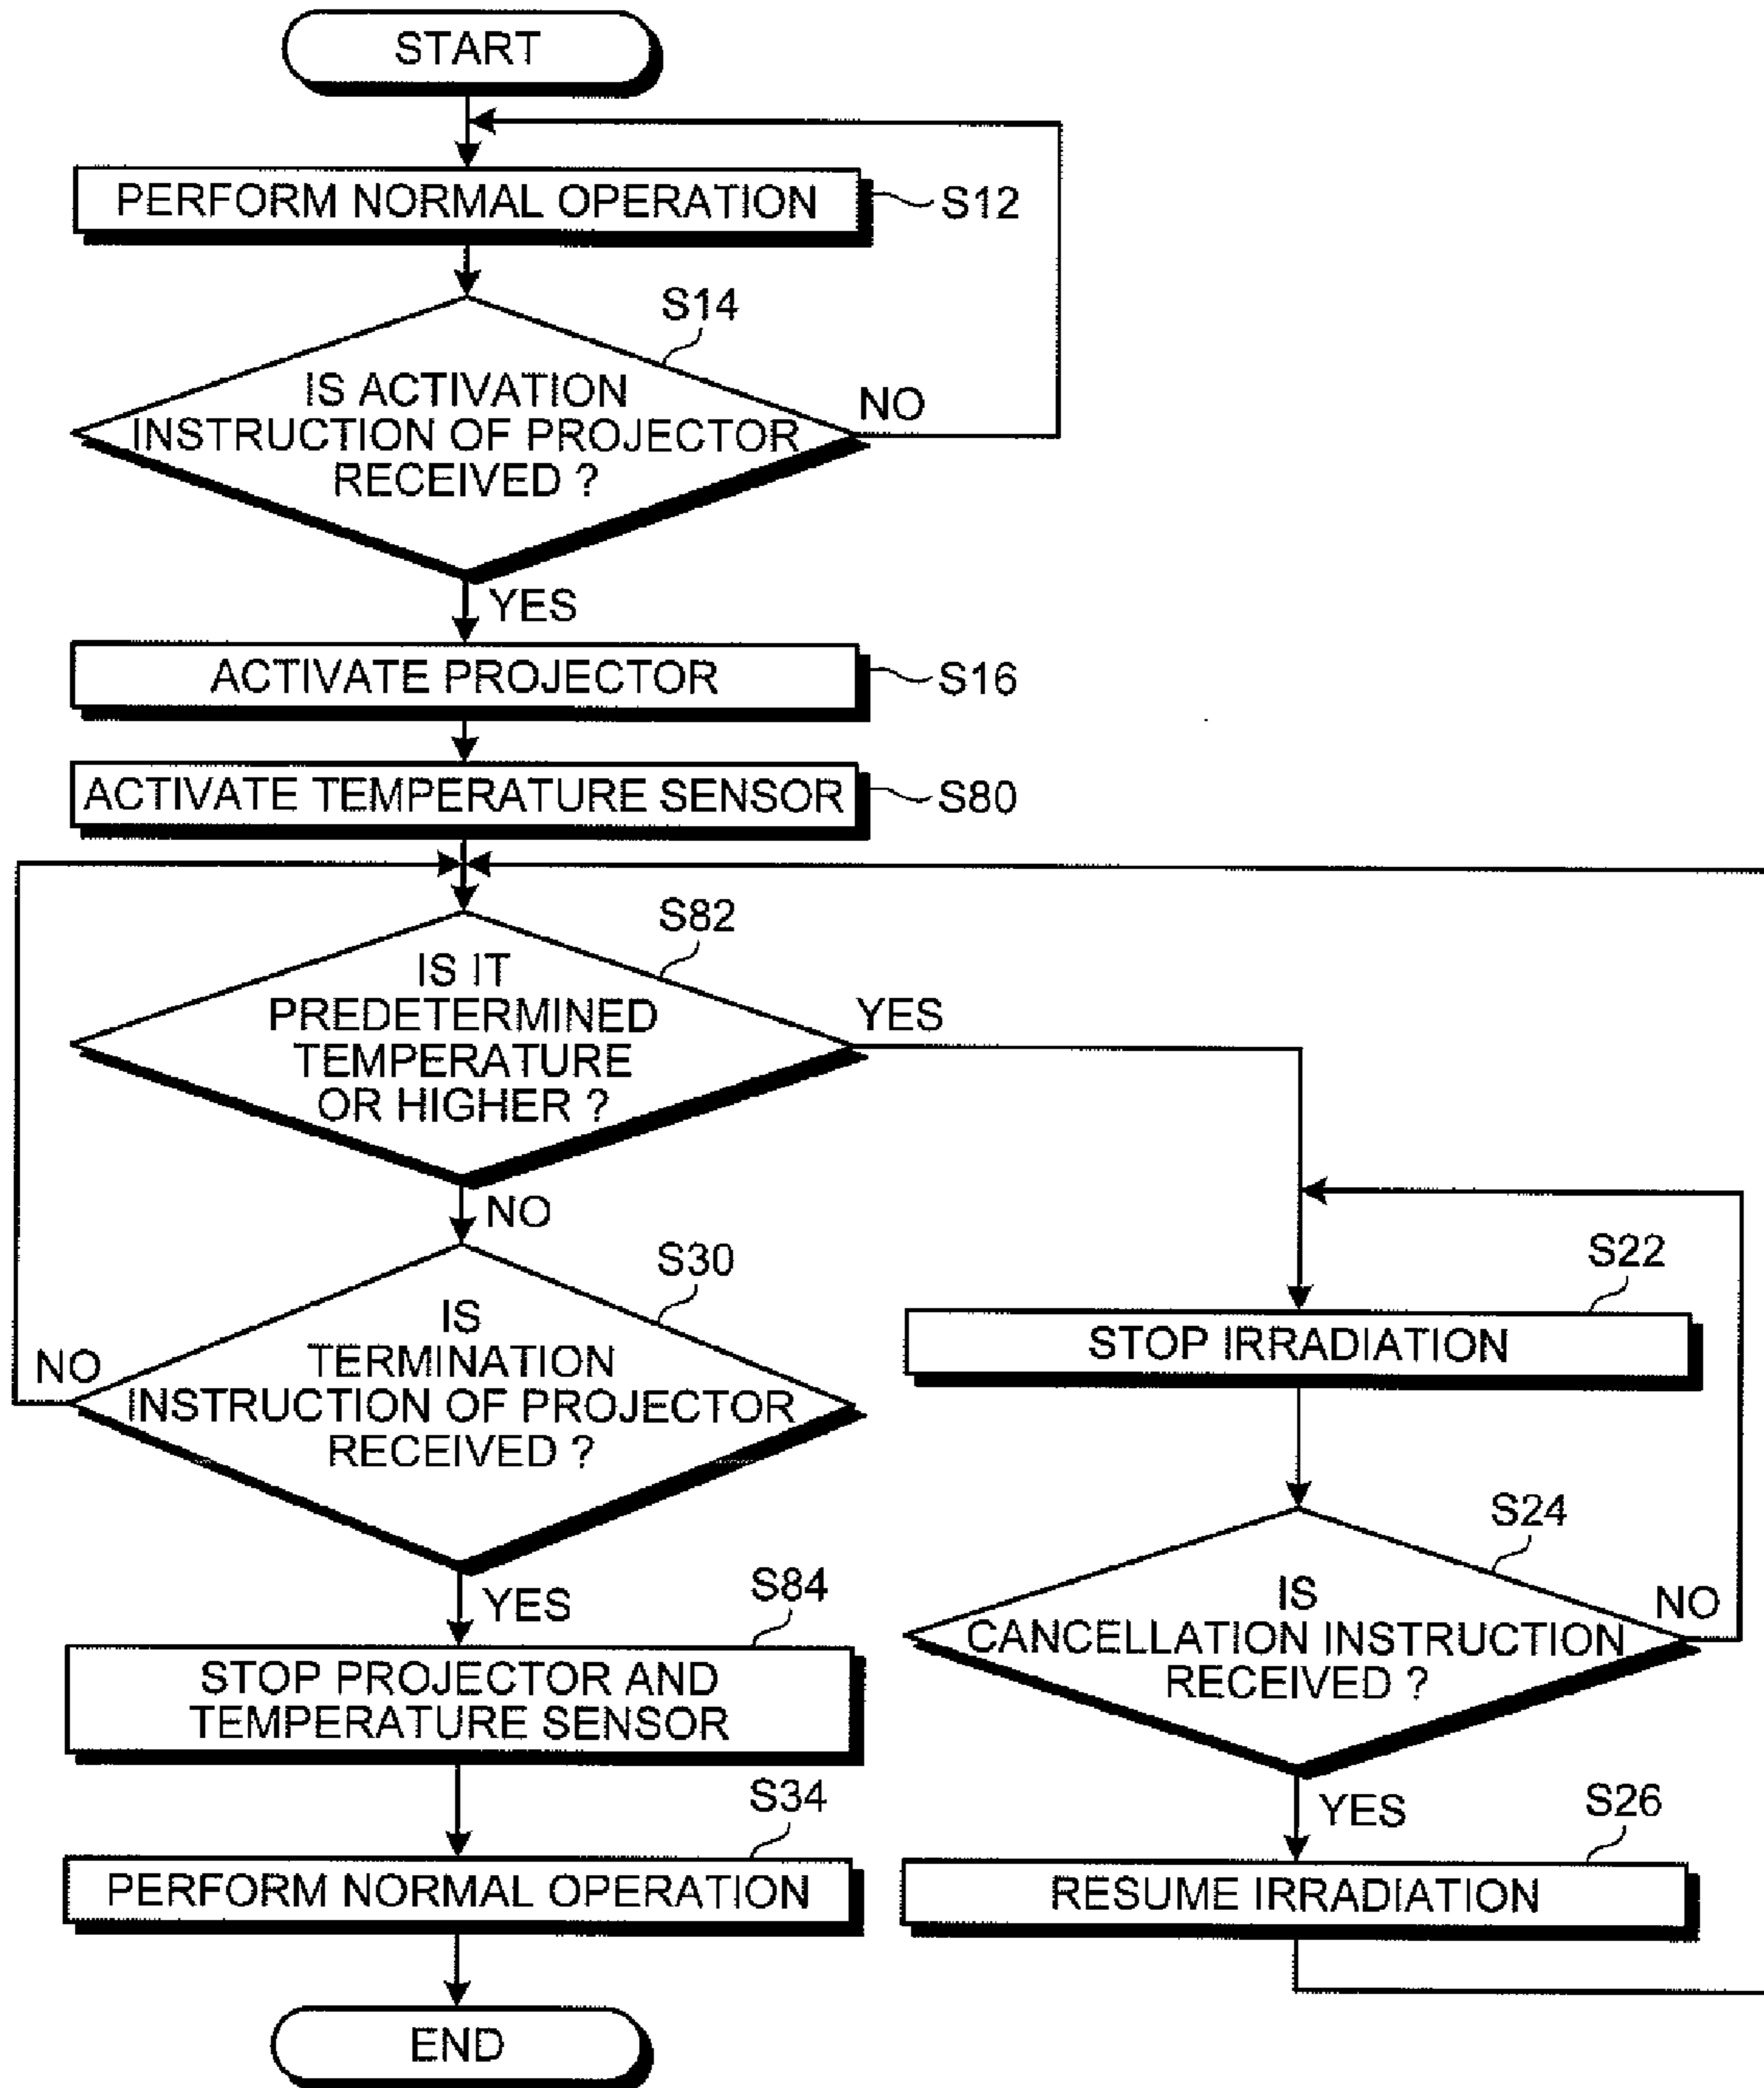 START
PERFORM NORMAL OPERATION
S12
S14
IS ACTIVATION
INSTRUCTION OF PROJECTOR
RECEIVED ?
NO
YES
ACTIVATE PROJECTOR
S16
ACTIVATE TEMPERATURE SENSOR
S80
S82
IS IT
PREDETERMINED
TEMPERATURE
OR HIGHER ?
YES
NO
S30
IS
TERMINATION
INSTRUCTION OF PROJECTOR
RECEIVED ?
NO
YES
S84
STOP PROJECTOR AND
TEMPERATURE SENSOR
S34
PERFORM NORMAL OPERATION
END
S22
STOP IRRADIATION
S24
IS
CANCELLATION INSTRUCTION
RECEIVED ?
NO
YES
S26
RESUME IRRADIATION